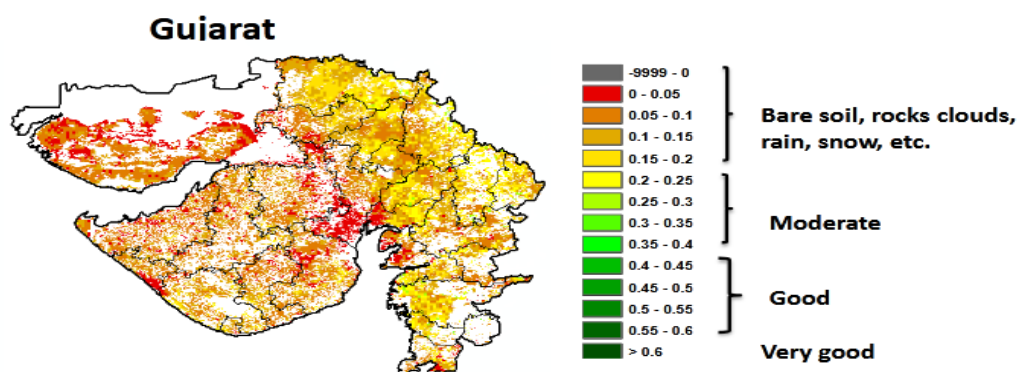 Gujarat
-9999 - 0
0 - 0.05
0.05 - 0.1
0.1 - 0.15
0.15 - 0.2
0.2 - 0.25
0.25 - 0.3
0.3 - 0.35
0.35 - 0.4
0.4 - 0.45
0.45 - 0.5
0.5 - 0.55
0.55 - 0.6
> 0.6
Bare soil, rocks clouds,
rain, snow, etc.
Moderate
Good
Very good